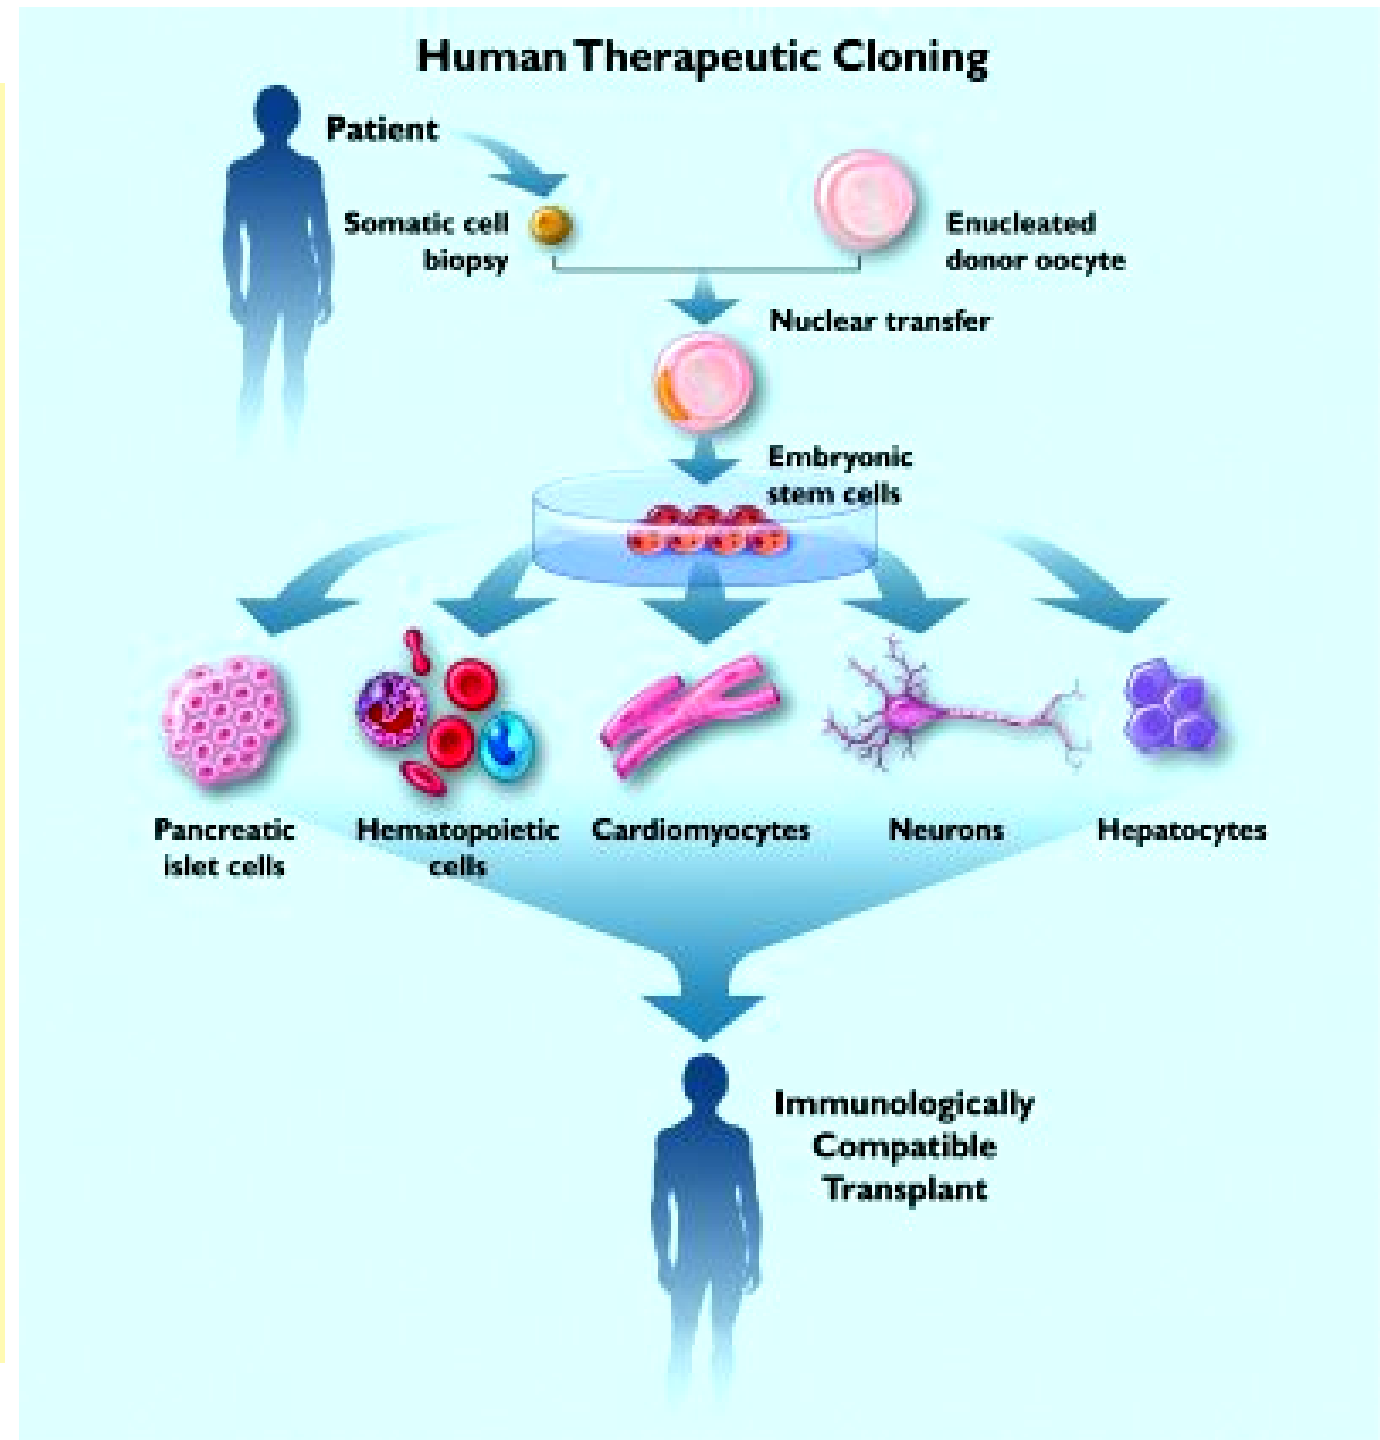 Human Therapeutic Cloning
Patient
Somatic cell
biopsy
Enucleated
donor oocyte
Nuclear transfer
Embryonic
stem cells
Pancreatic
islet cells
Hematopoietic
cells
Cardiomyocytes
Neurons
Hepatocytes
Immunologically
Compatible
Transplant